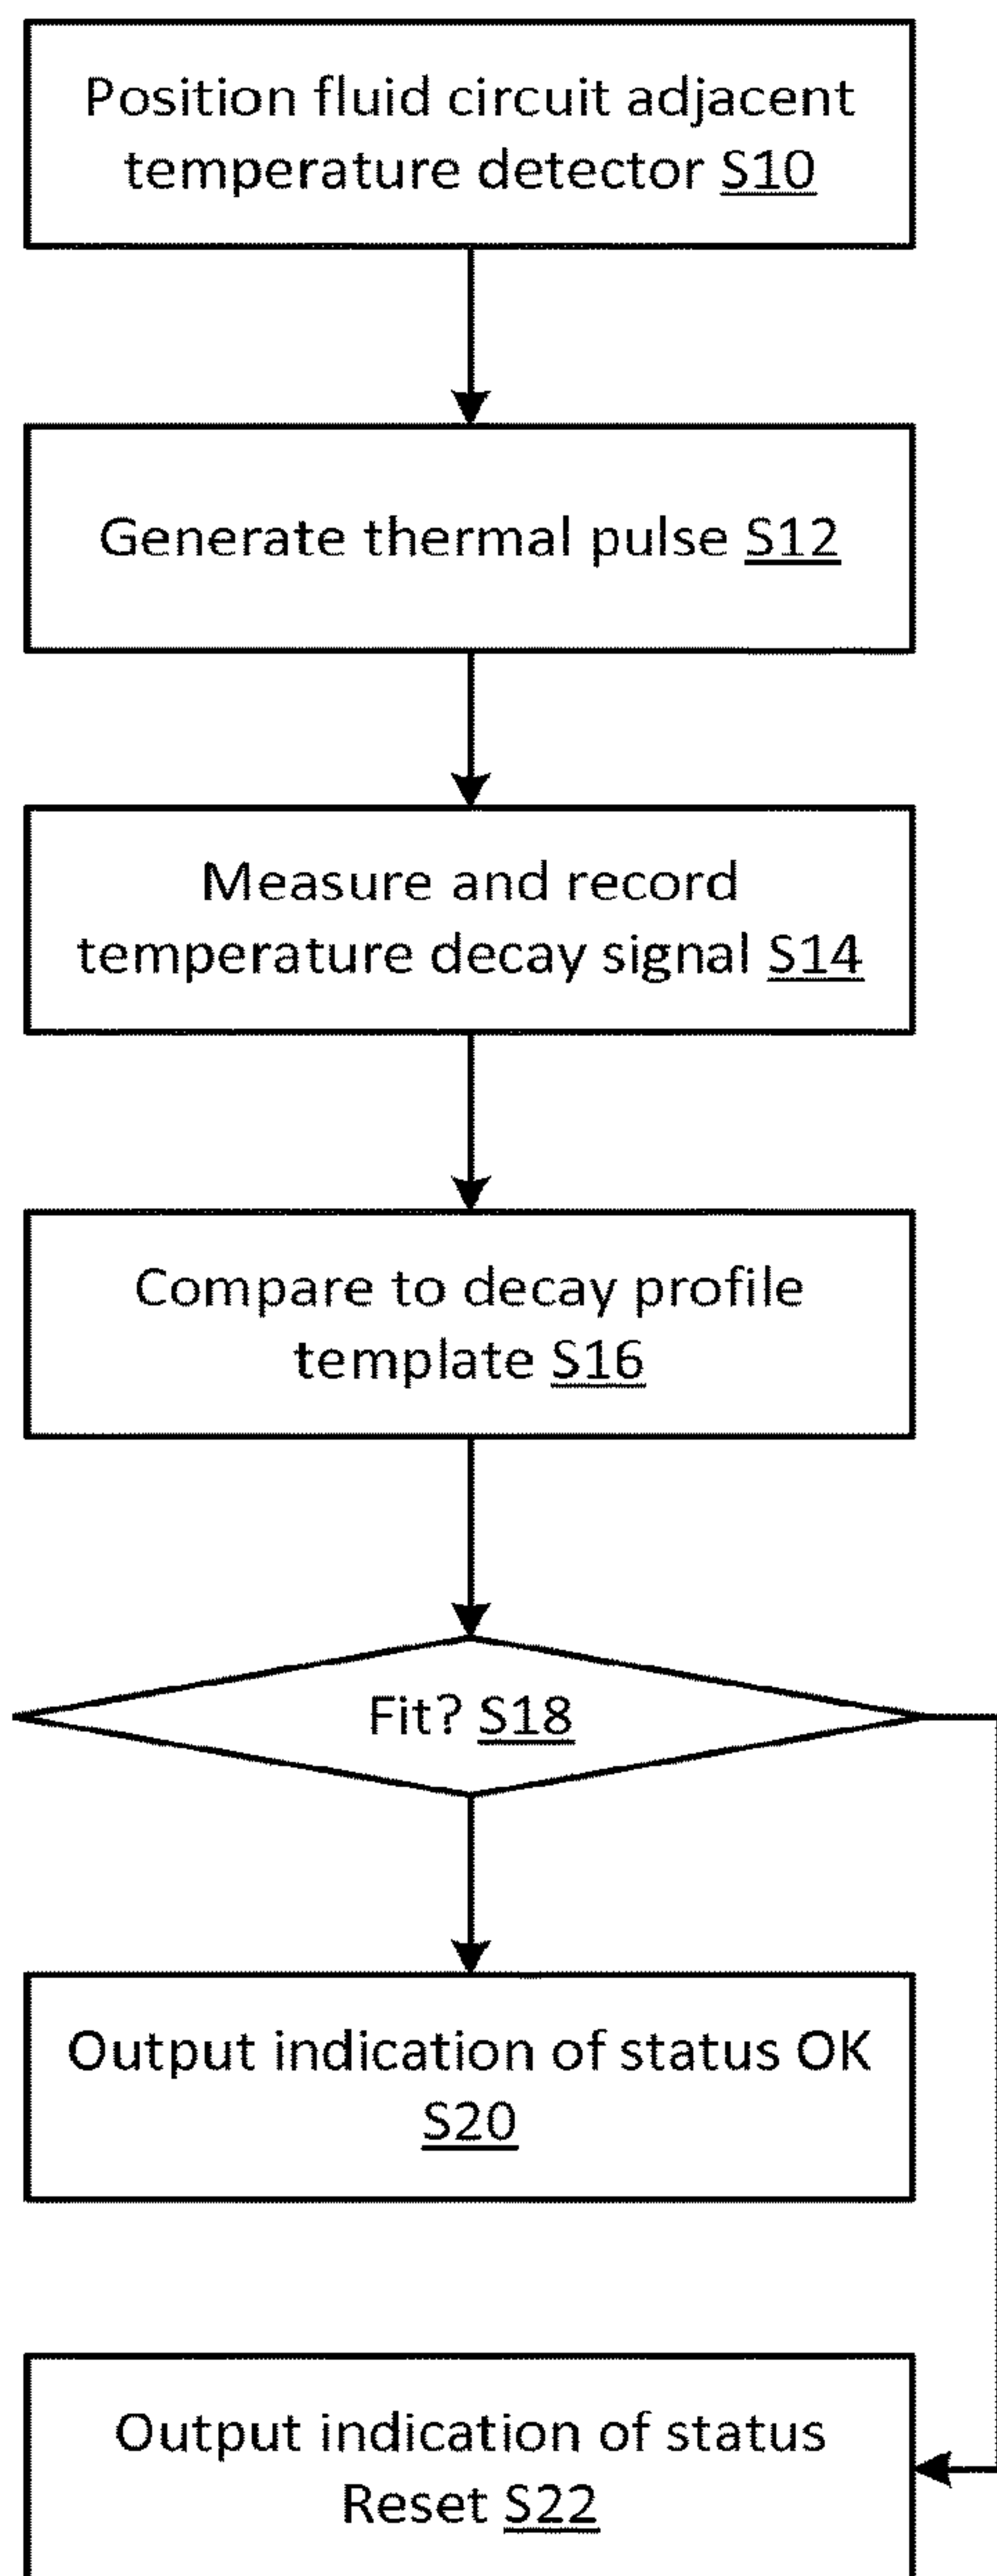 Position fluid circuit adjacent
temperature detector S10
Generate thermal pulse S12
Measure and record
temperature decay signal S14
Compare to decay profile
template S16
Fit? S18
Output indication of status OK
S20
Output indication of status
Reset S22